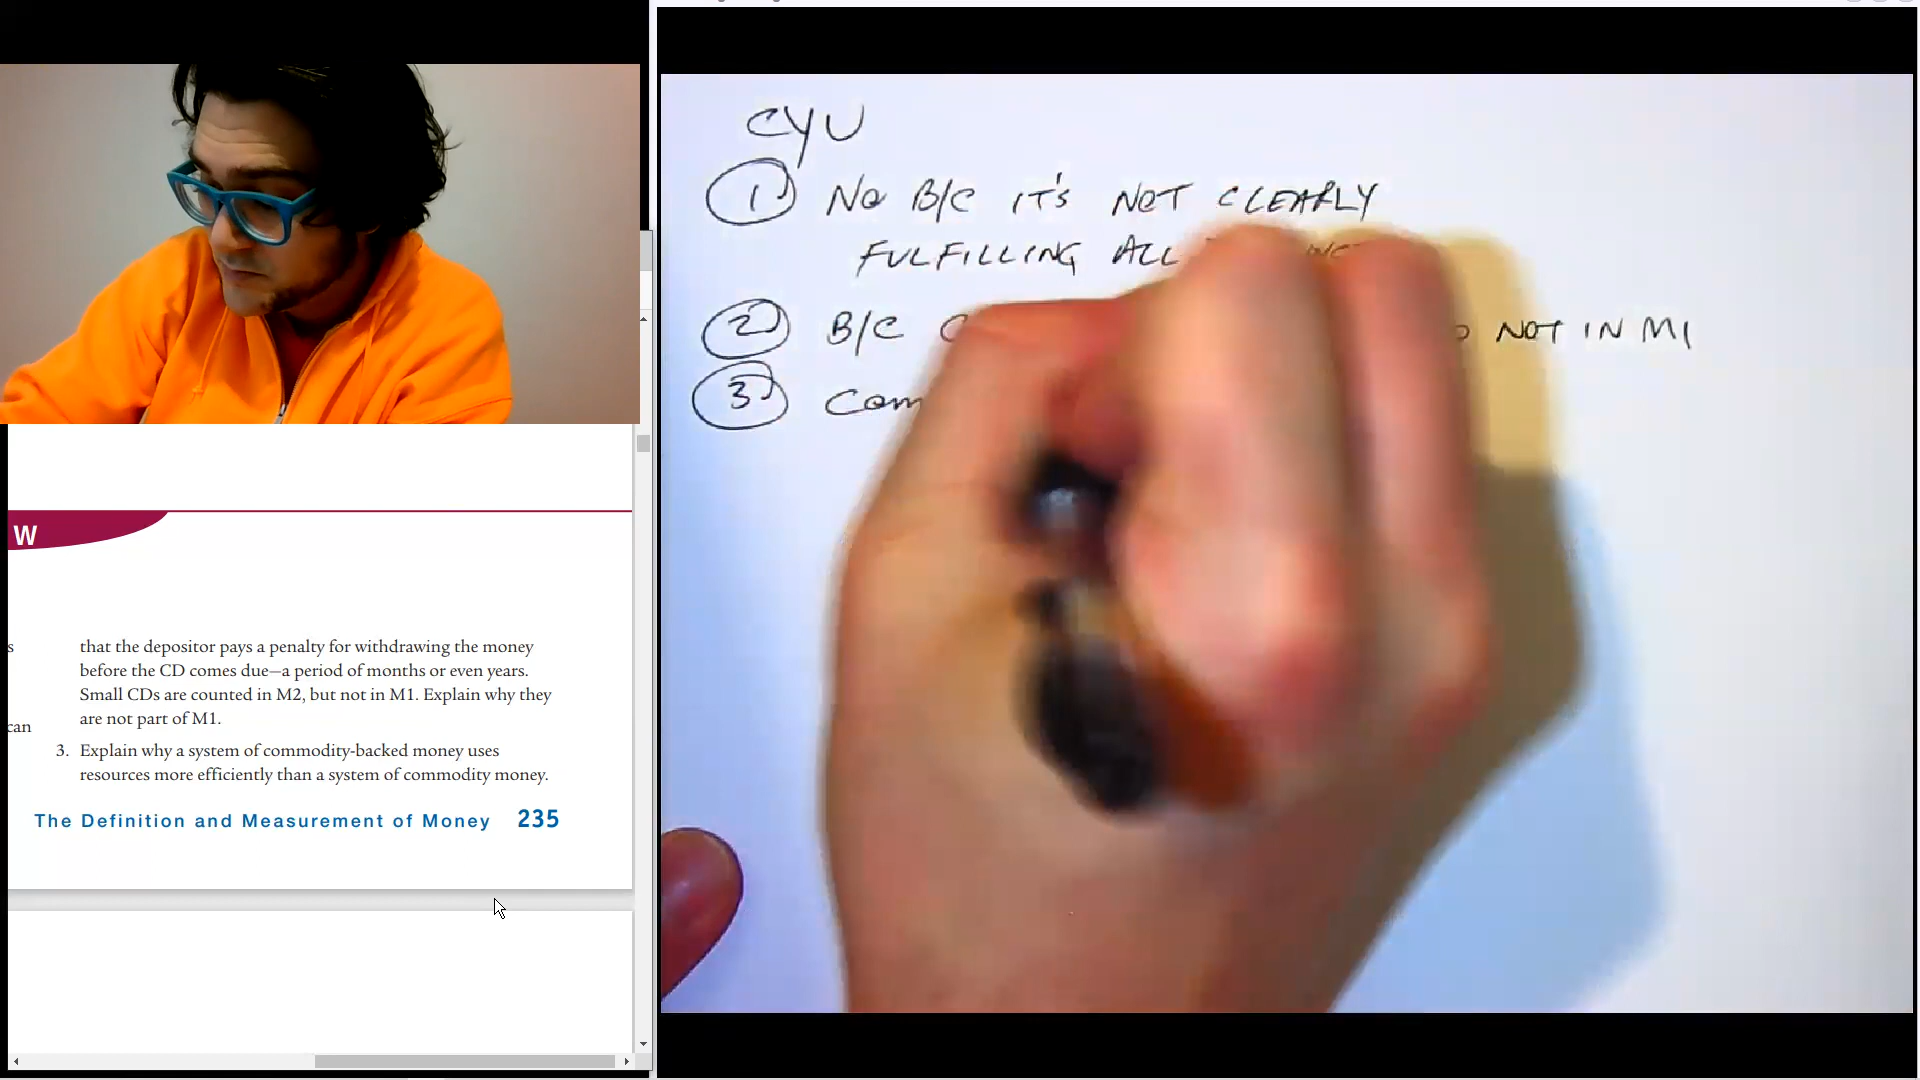 W
s
that the depositor pays a penalty for withdrawing the money
before the CD comes due—a period of months or even years.
Small CDs are counted in M2, but not in M1. Explain why they
are not part of M1.
can
3. Explain why a system of commodity-backed money uses
resources more efficiently than a system of commodity money.
The Definition and Measurement of Money 235
CYU
1 NO B/C IT'S NOT CLEARLY
FULFILLING ALL
2 B/C NOT IN M1
3 Com